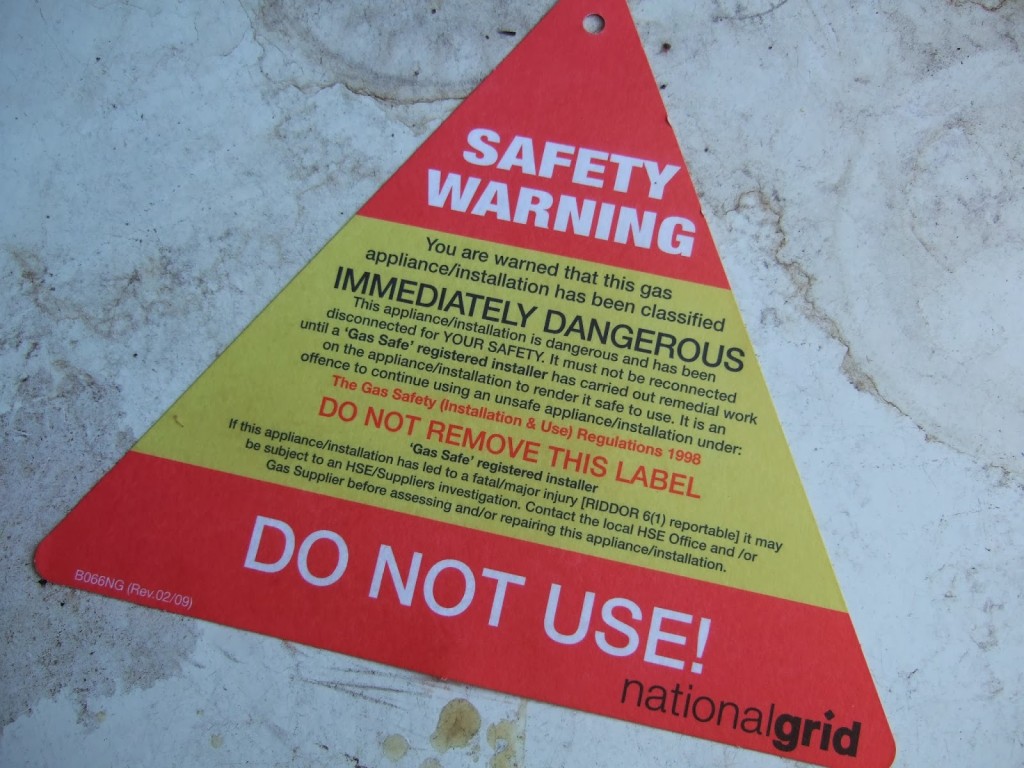 SAFETY
WARNING
You are warned that this gas
appliance/installation has been classified
IMMEDIATELY DANGEROUS
This appliance/installation is dangerous and has been
disconnected for YOUR SAFETY. It must not be reconnected
until a ‘Gas Safe’ registered installer has carried out remedial work
on the appliance/installation to render it safe to use. It is an
offence to continue using an unsafe appliance/installation under:
The Gas Safety (Installation & Use) Regulations 1998
DO NOT REMOVE THIS LABEL
‘Gas Safe’ registered installer
If this appliance/installation has led to a fatal/major injury [RIDDOR 6(1) reportable] it may
be subject to an HSE/Suppliers investigation. Contact the local HSE Office and /or
Gas Supplier before assessing and/or repairing this appliance/installation.
DO NOT USE!
B066NG (Rev.02/09)
nationalgrid